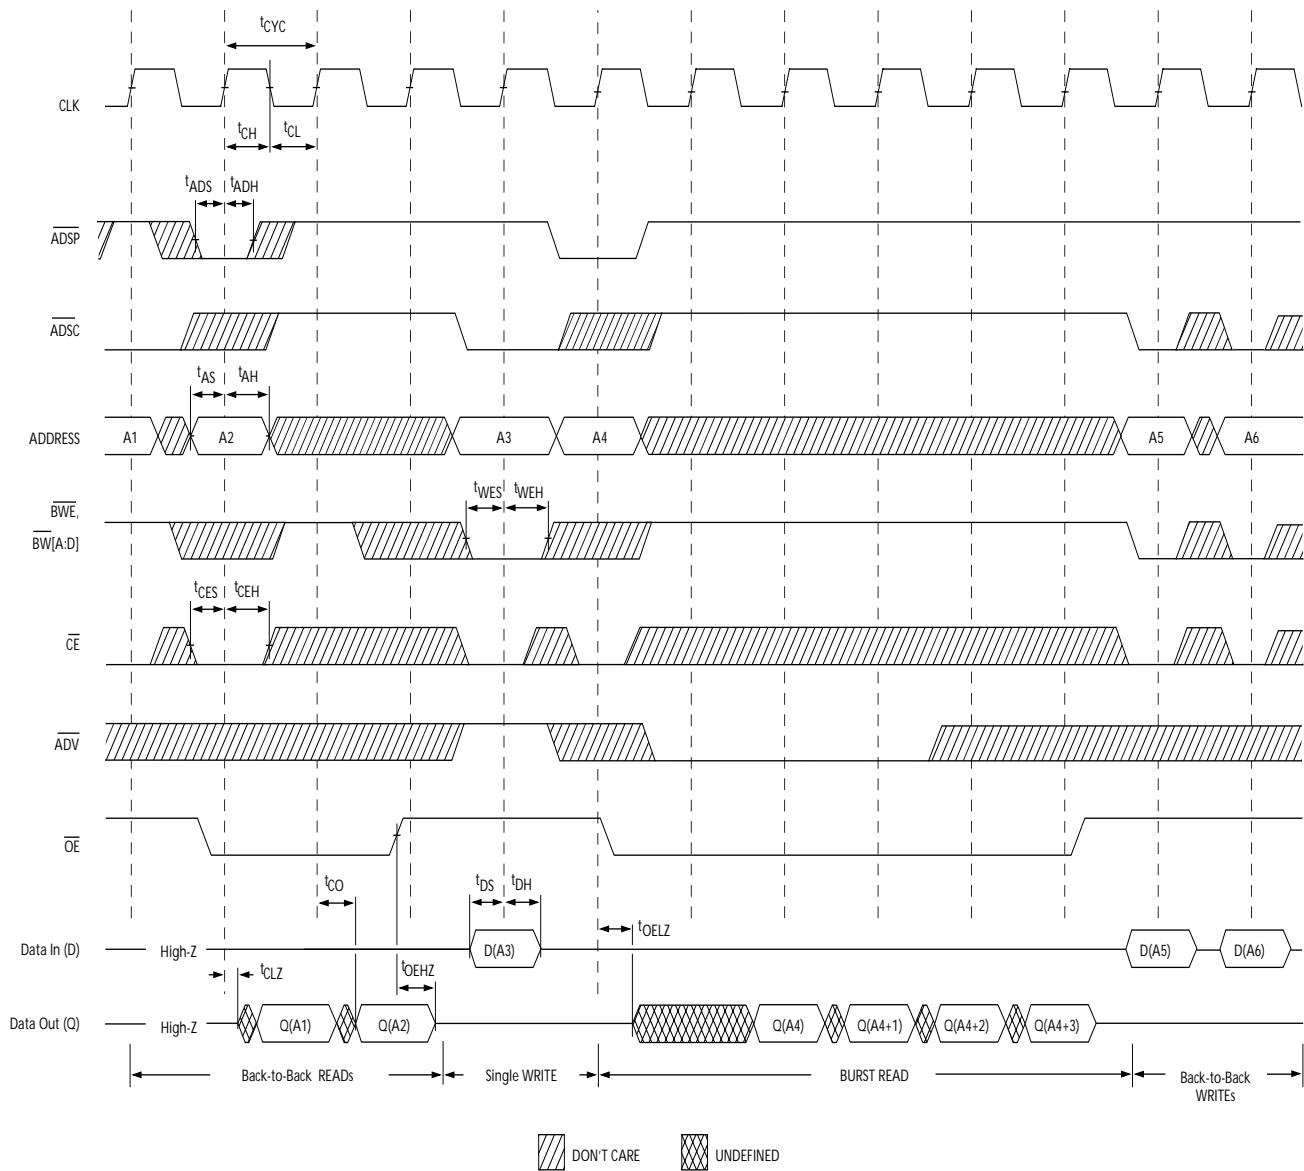 tCYC
CLK
tCH tCL
tADS tADH
ADSP
ADSC
tAS tAH
ADDRESS A1 A2 A3 A4 A5 A6
tWES tWEH
BWE,
BW[A:D]
tCES tCEH
CE
ADV
OE
tCO tDS tDH
tOELZ
Data In (D) High-Z D(A3) D(A5) D(A6)
tCLZ tOEHZ
Data Out (Q) High-Z Q(A1) Q(A2) Q(A4) Q(A4+1) Q(A4+2) Q(A4+3)
Back-to-Back READs Single WRITE BURST READ Back-to-Back
WRITEs
DON'T CARE UNDEFINED